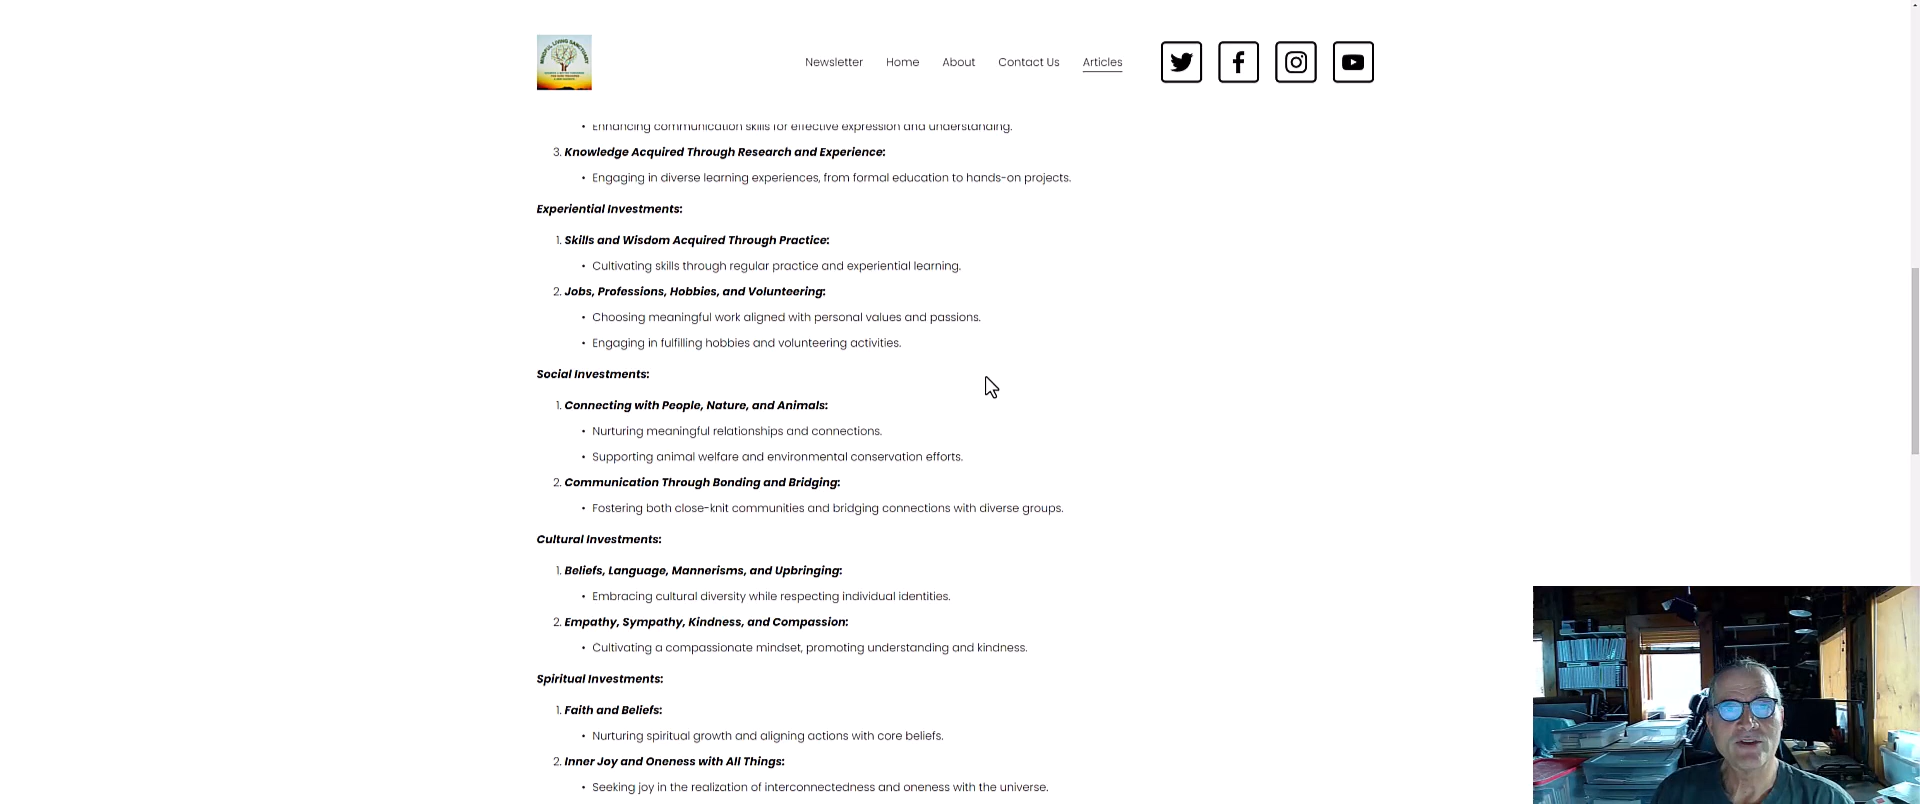 MINDFUL LIVING SANCTUARY
Newsletter
Home
About
Contact Us
Articles
• Enhancing communication skills for effective expression and understanding.
3. Knowledge Acquired Through Research and Experience:
• Engaging in diverse learning experiences, from formal education to hands-on projects.
Experiential Investments:
1. Skills and Wisdom Acquired Through Practice:
• Cultivating skills through regular practice and experiential learning.
2. Jobs, Professions, Hobbies, and Volunteering:
• Choosing meaningful work aligned with personal values and passions.
• Engaging in fulfilling hobbies and volunteering activities.
Social Investments:
1. Connecting with People, Nature, and Animals:
• Nurturing meaningful relationships and connections.
• Supporting animal welfare and environmental conservation efforts.
2. Communication Through Bonding and Bridging:
• Fostering both close-knit communities and bridging connections with diverse groups.
Cultural Investments:
1. Beliefs, Language, Mannerisms, and Upbringing:
• Embracing cultural diversity while respecting individual identities.
2. Empathy, Sympathy, Kindness, and Compassion:
• Cultivating a compassionate mindset, promoting understanding and kindness.
Spiritual Investments:
1. Faith and Beliefs:
• Nurturing spiritual growth and aligning actions with core beliefs.
2. Inner Joy and Oneness with All Things:
• Seeking joy in the realization of interconnectedness and oneness with the universe.